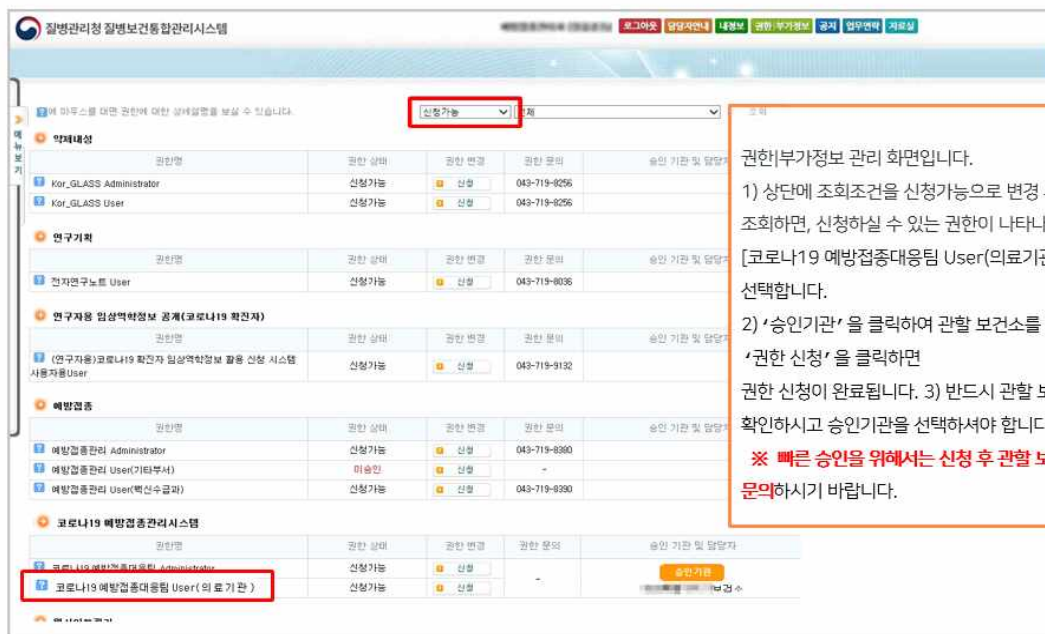 질병관리청 질병보건통합관리시스템
로그아웃 담당자안내 내정보 권한·부가정보 공지 업무연락 자료실
메뉴보기
?에 마우스를 대면 권한에 대한 상세설명을 보실 수 있습니다.
신청가능 전체 조회
약제내성
권한명 권한 상태 권한 변경 권한 문의 승인 기관 및 담당자
Kor_GLASS Administrator 신청가능 신청 043-719-8256
Kor_GLASS User 신청가능 신청 043-719-8256
연구기획
권한명 권한 상태 권한 변경 권한 문의 승인 기관 및 담당자
전자연구노트 User 신청가능 신청 043-719-8036
연구자용 임상역학정보 공개(코로나19 확진자)
권한명 권한 상태 권한 변경 권한 문의 승인 기관 및 담당자
(연구자용)코로나19 확진자 임상역학정보 활용 신청 시스템 신청가능 신청 043-719-9132
사용자용User
예방접종
권한명 권한 상태 권한 변경 권한 문의 승인 기관 및 담당자
예방접종관리 Administrator 신청가능 신청 043-719-8380
예방접종관리 User(기타부서) 미승인 신청 -
예방접종관리 User(백신수급과) 신청가능 신청 043-719-8390
코로나19 예방접종관리시스템
권한명 권한 상태 권한 변경 권한 문의 승인 기관 및 담당자
코로나19 예방접종대응팀 Administrator 신청가능 신청 승인기관
코로나19 예방접종대응팀 User(의료기관) 신청가능 신청 - 보건소
권한|부가정보 관리 화면입니다.
1) 상단에 조회조건을 신청가능으로 변경
조회하면, 신청하실 수 있는 권한이 나타나
[코로나19 예방접종대응팀 User(의료기관
선택합니다.
2) '승인기관' 을 클릭하여 관할 보건소를
'권한 신청' 을 클릭하면
권한 신청이 완료됩니다. 3) 반드시 관할 보
확인하시고 승인기관을 선택하셔야 합니다
※ 빠른 승인을 위해서는 신청 후 관할 보
문의하시기 바랍니다.